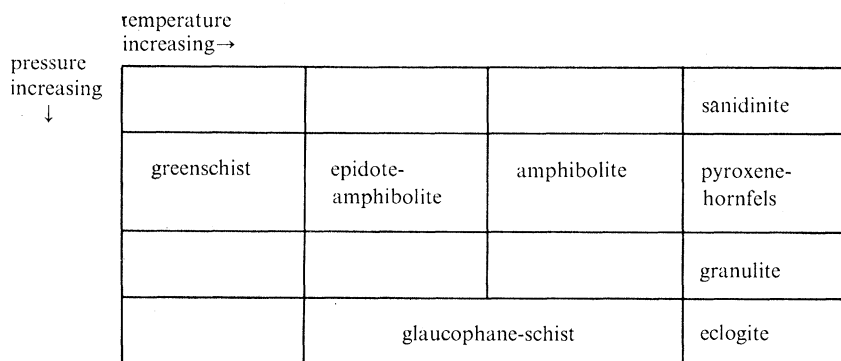 temperature
increasing→
pressure
increasing
↓
sanidinite
greenschist
epidote-
amphibolite
amphibolite
pyroxene-
hornfels
granulite
glaucophane-schist
eclogite